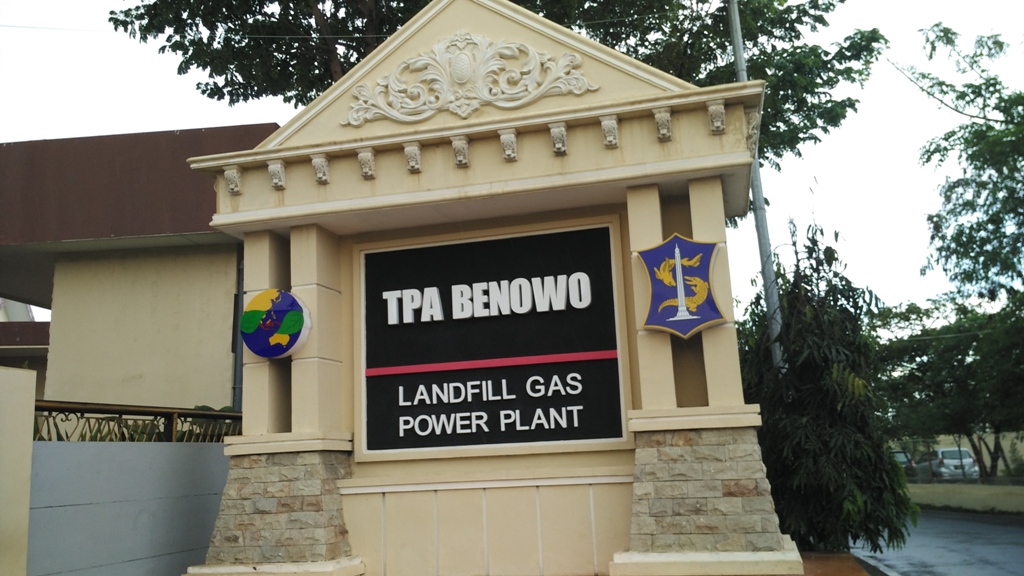 TPA BENOWO
LANDFILL GAS
POWER PLANT